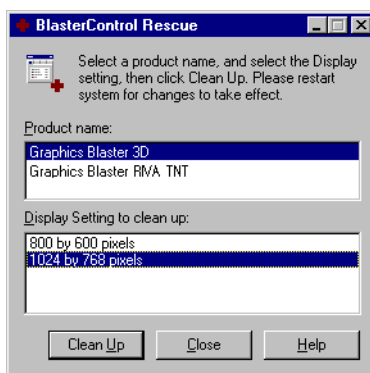 BlasterControl Rescue
Select a product name, and select the Display
setting, then click Clean Up. Please restart
system for changes to take effect.
Product name:
Graphics Blaster 3D
Graphics Blaster RIVA TNT
Display Setting to clean up:
800 by 600 pixels
1024 by 768 pixels
Clean Up
Close
Help